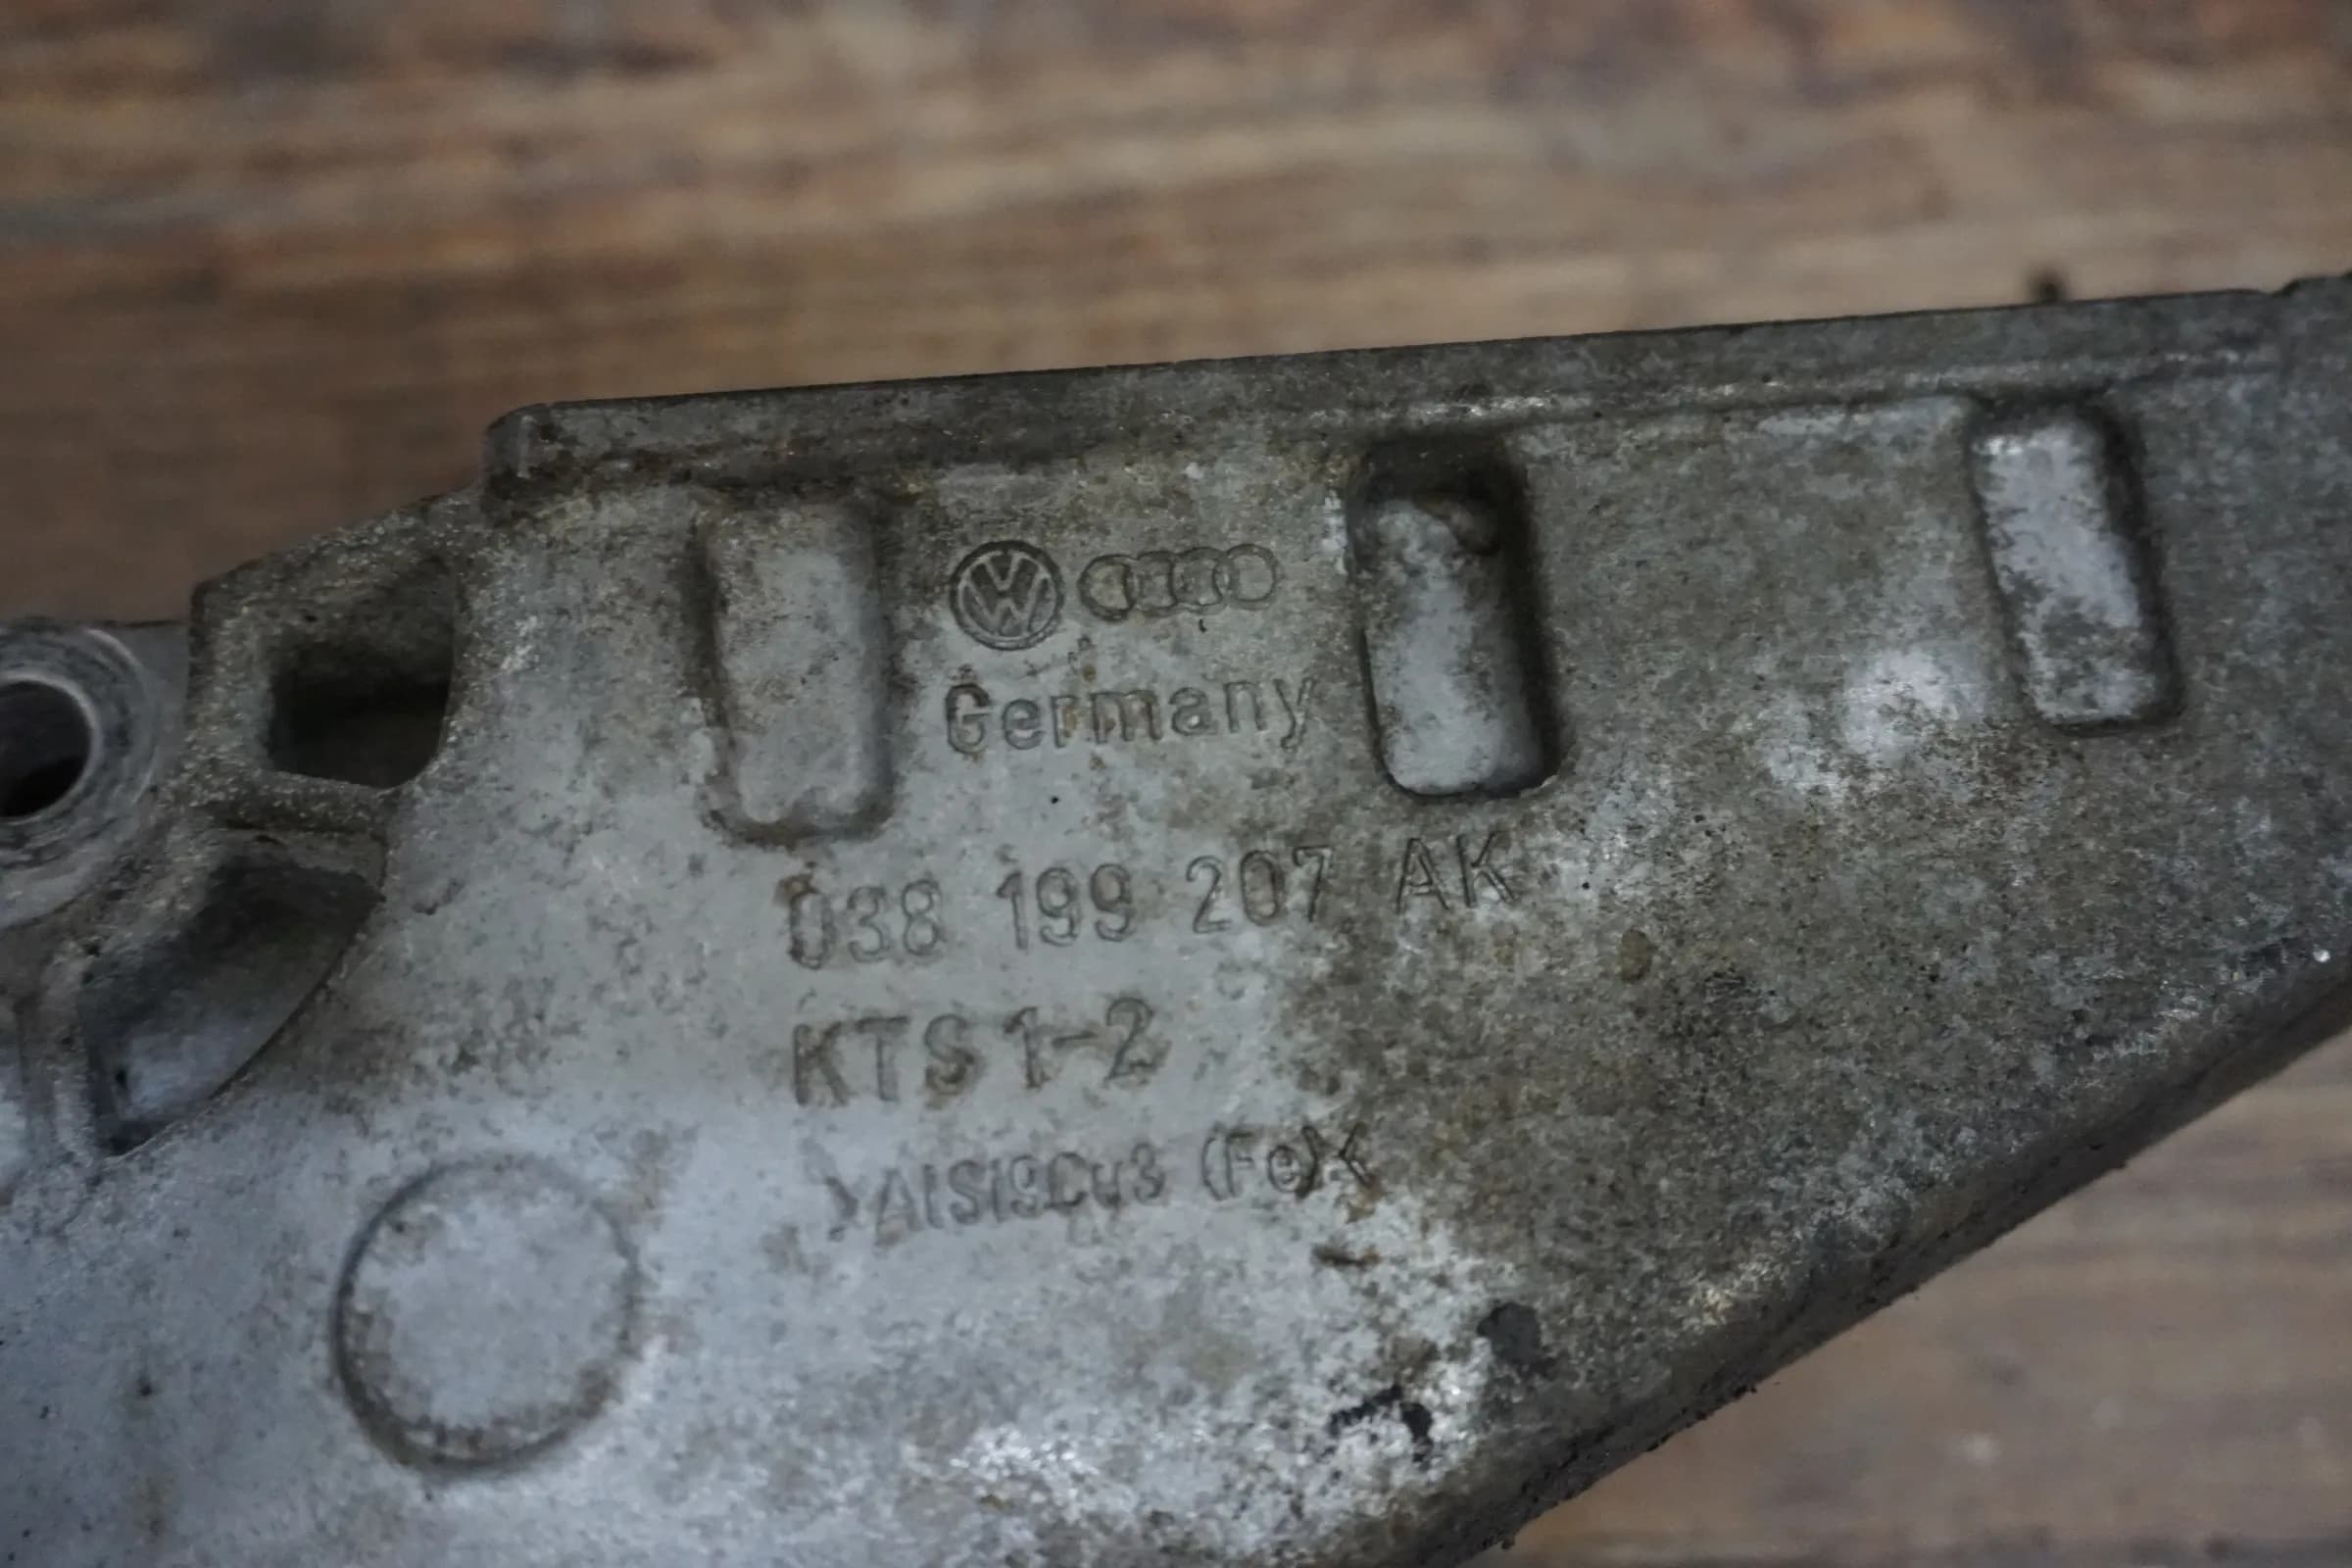 Germany
038 199 207 AK
KTS 1-2
>AlSi9Cu3 (Fe)<